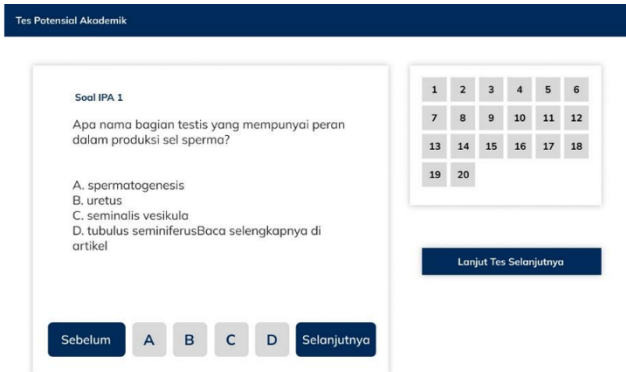 Tes Potensial Akademik
Soal IPA 1
Apa nama bagian testis yang mempunyai peran
dalam produksi sel sperma?
A. spermatogenesis
B. uretus
C. seminalis vesikula
D. tubulus seminiferusBaca selengkapnya di
artikel
Sebelum A B C D Selanjutnya
1 2 3 4 5 6
7 8 9 10 11 12
13 14 15 16 17 18
19 20
Lanjut Tes Selanjutnya